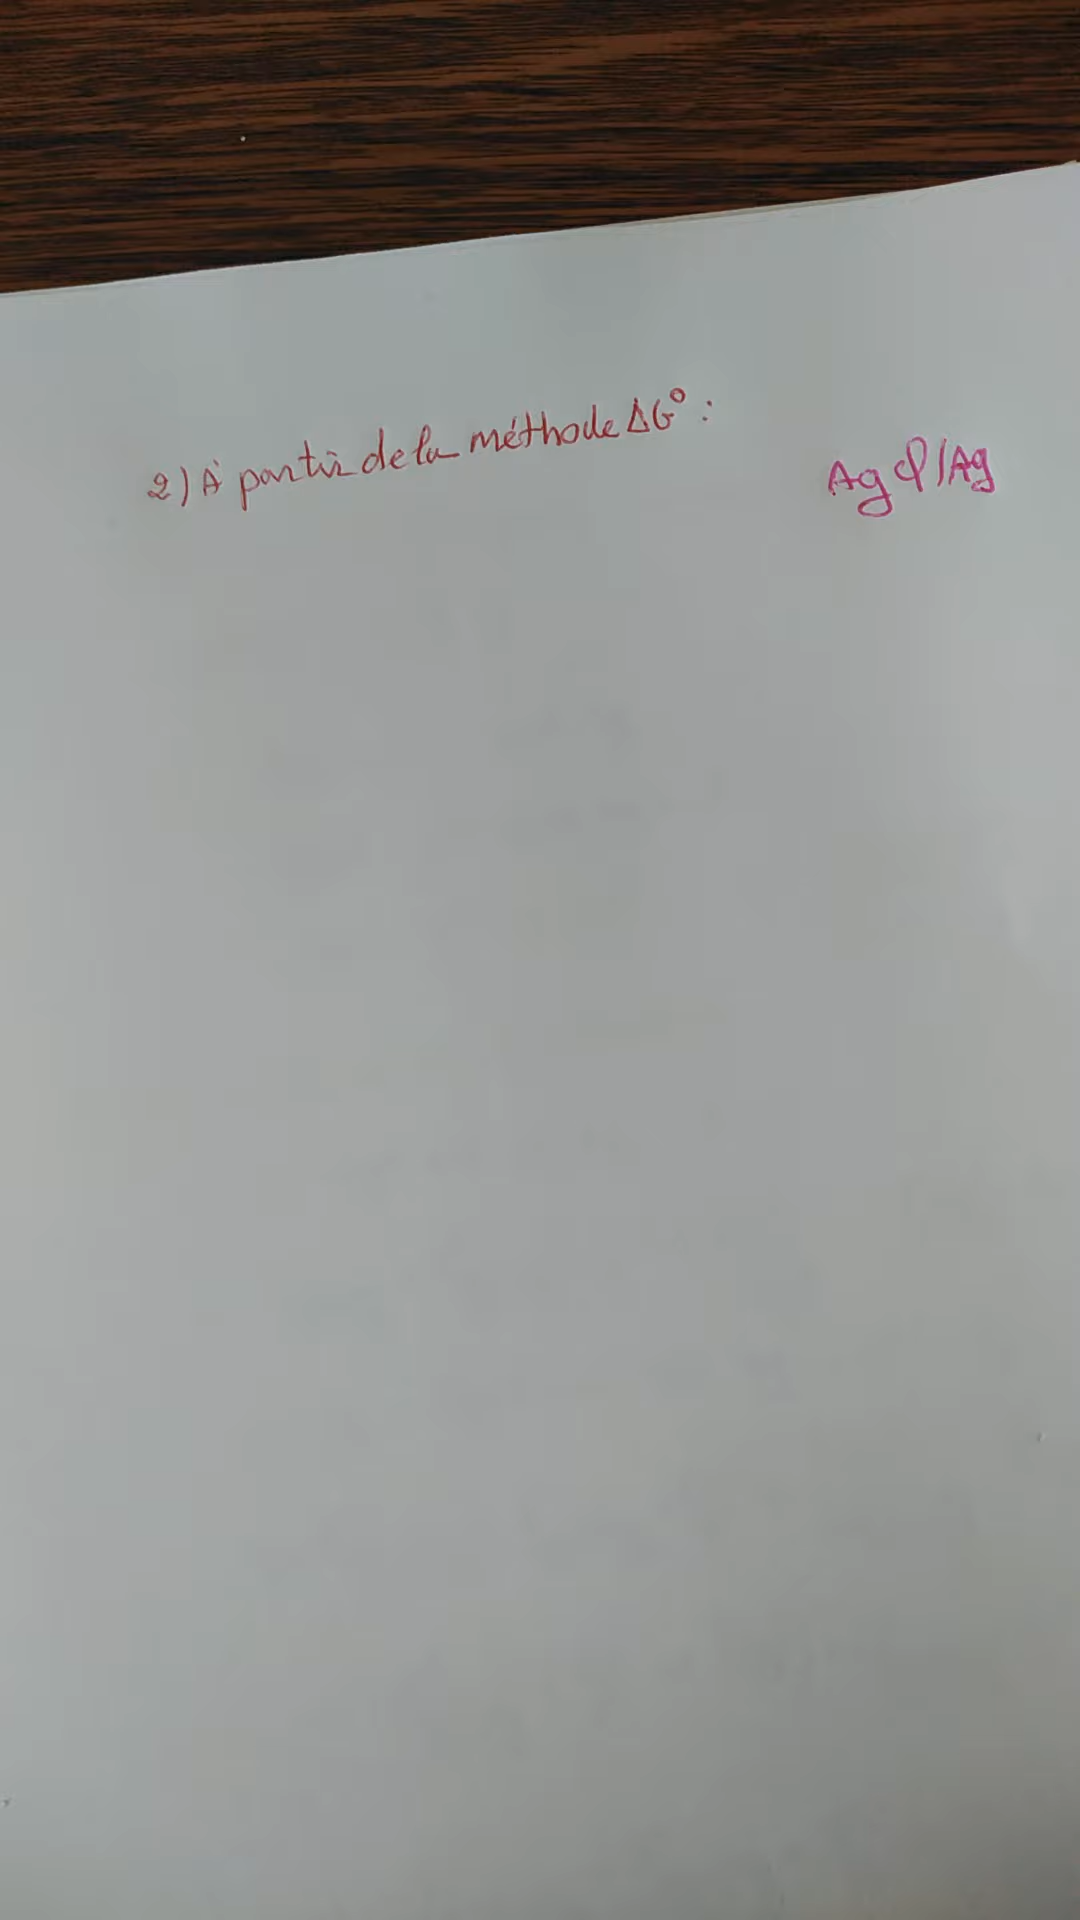 2) À partir de la méthode ΔG° :
AgCl/Ag